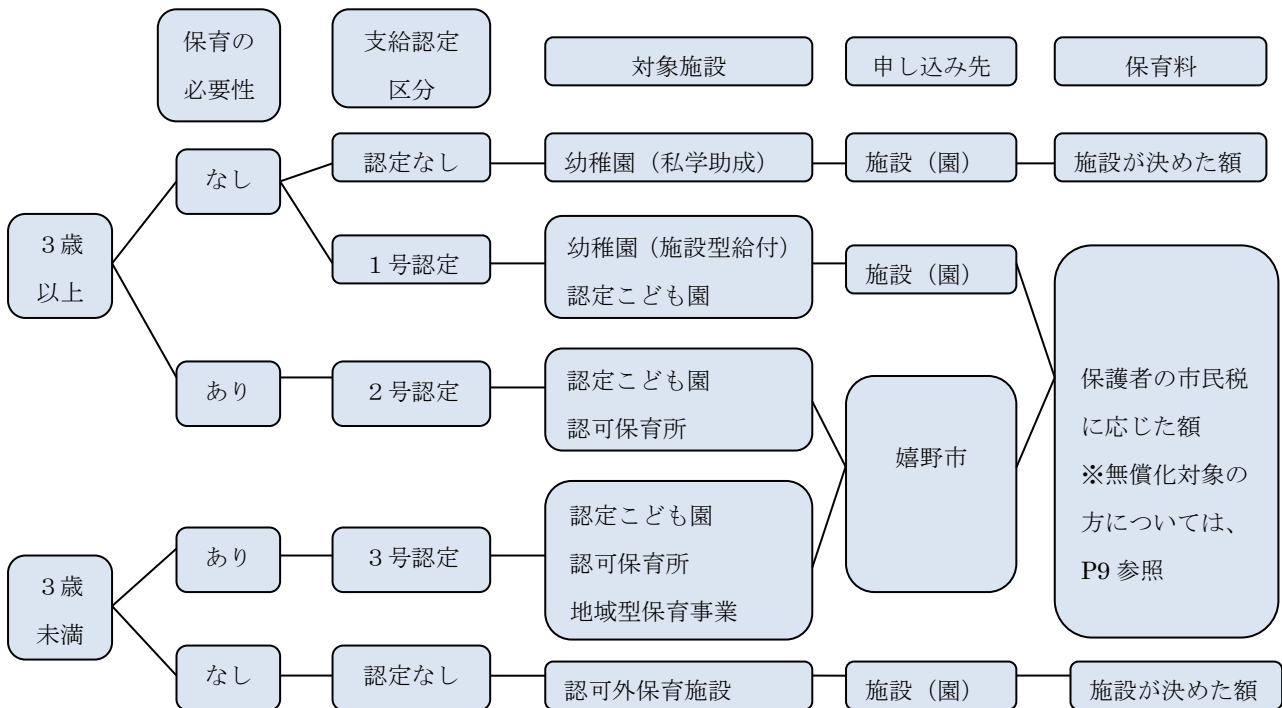 保育の
必要性
支給認定
区分
対象施設
申し込み先
保育料
3歳
以上
なし
認定なし
幼稚園（私学助成）
施設（園）
施設が決めた額
1号認定
幼稚園（施設型給付）
認定こども園
施設（園）
あり
2号認定
認定こども園
認可保育所
嬉野市
保護者の市民税
に応じた額
※無償化対象の
方については、
P9 参照
3歳
未満
あり
3号認定
認定こども園
認可保育所
地域型保育事業
なし
認定なし
認可外保育施設
施設（園）
施設が決めた額